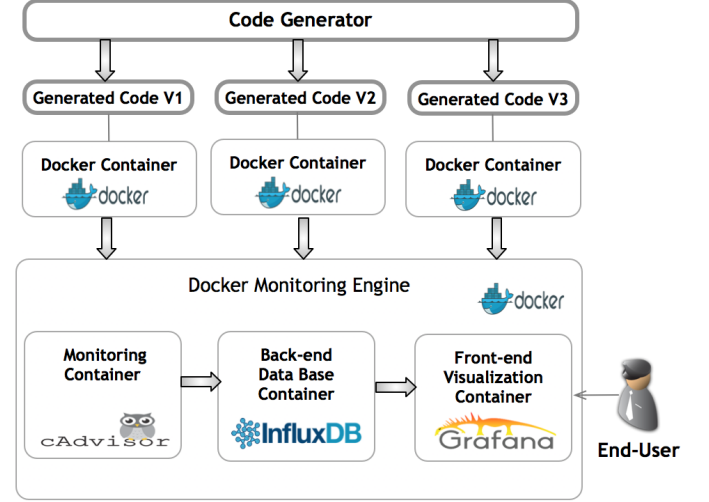 Code Generator
Generated Code V1
Generated Code V2
Generated Code V3
Docker Container
docker
Docker Container
docker
Docker Container
docker
Docker Monitoring Engine
docker
Monitoring
Container
cAdvisor
Back-end
Data Base
Container
InfluxDB
Front-end
Visualization
Container
Grafana
End-User